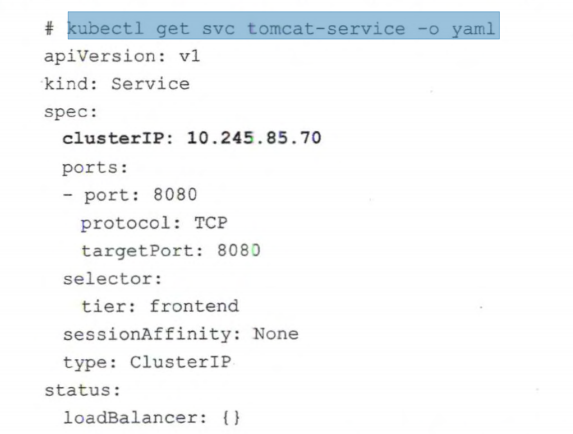 # kubectl get svc tomcat-service -o yaml
apiVersion: v1
kind: Service
spec:
  clusterIP: 10.245.85.70
  ports:
  - port: 8080
    protocol: TCP
    targetPort: 8080
  selector:
    tier: frontend
  sessionAffinity: None
  type: ClusterIP
status:
  loadBalancer: {}